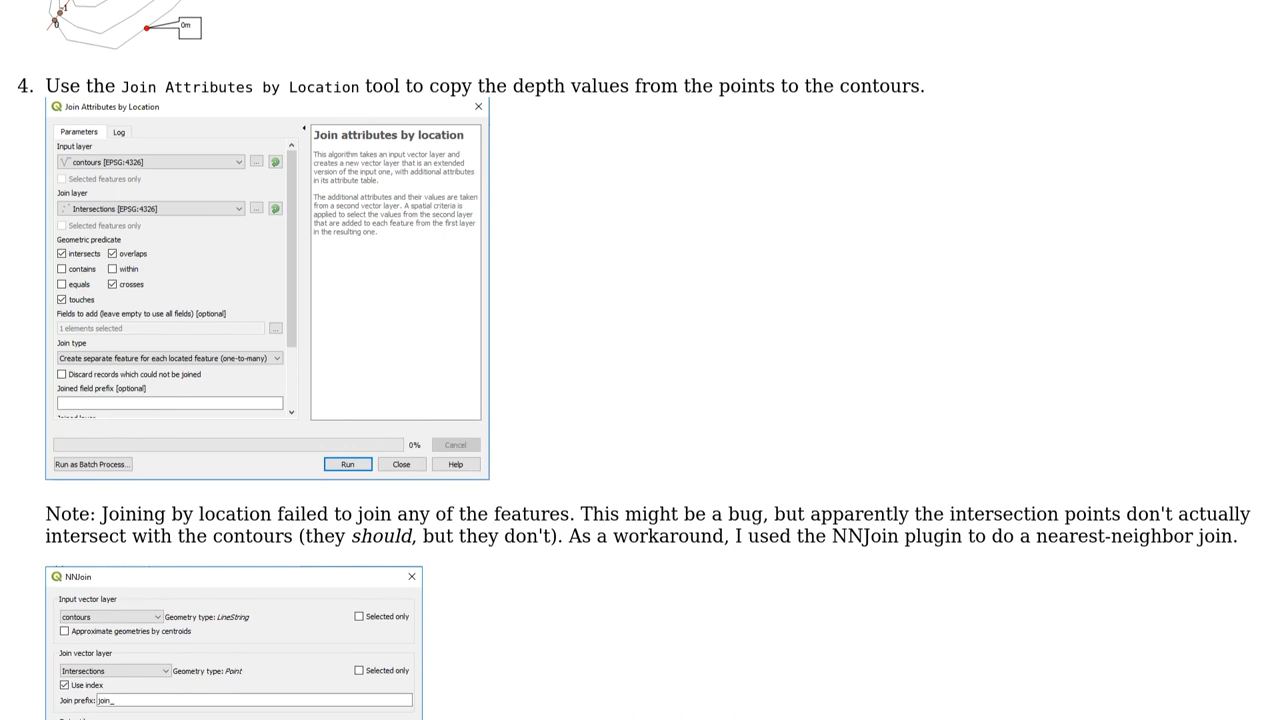 -1
0
0m
4. Use the Join Attributes by Location tool to copy the depth values from the points to the contours.
Join Attributes by Location
Parameters Log
Input layer
contours [EPSG:4326]
...
Selected features only
Join layer
Intersections [EPSG:4326]
...
Selected features only
Geometric predicate
intersects overlaps
contains within
equals crosses
touches
Fields to add (leave empty to use all fields) [optional]
1 elements selected
...
Join type
Create separate feature for each located feature (one-to-many)
Discard records which could not be joined
Joined field prefix [optional]
Join attributes by location
This algorithm takes an input vector layer and
creates a new vector layer that is an extended
version of the input one, with additional attributes
in its attribute table.
The additional attributes and their values are taken
from a second vector layer. A spatial criteria is
applied to select the values from the second layer
that are added to each feature from the first layer
in the resulting one.
0% Cancel
Run as Batch Process... Run Close Help
Note: Joining by location failed to join any of the features. This might be a bug, but apparently the intersection points don't actually
intersect with the contours (they should, but they don't). As a workaround, I used the NNJoin plugin to do a nearest-neighbor join.
NNJoin
Input vector layer
contours Geometry type: LineString Selected only
Approximate geometries by centroids
Join vector layer
Intersections Geometry type: Point Selected only
Use index
Join prefix: join_